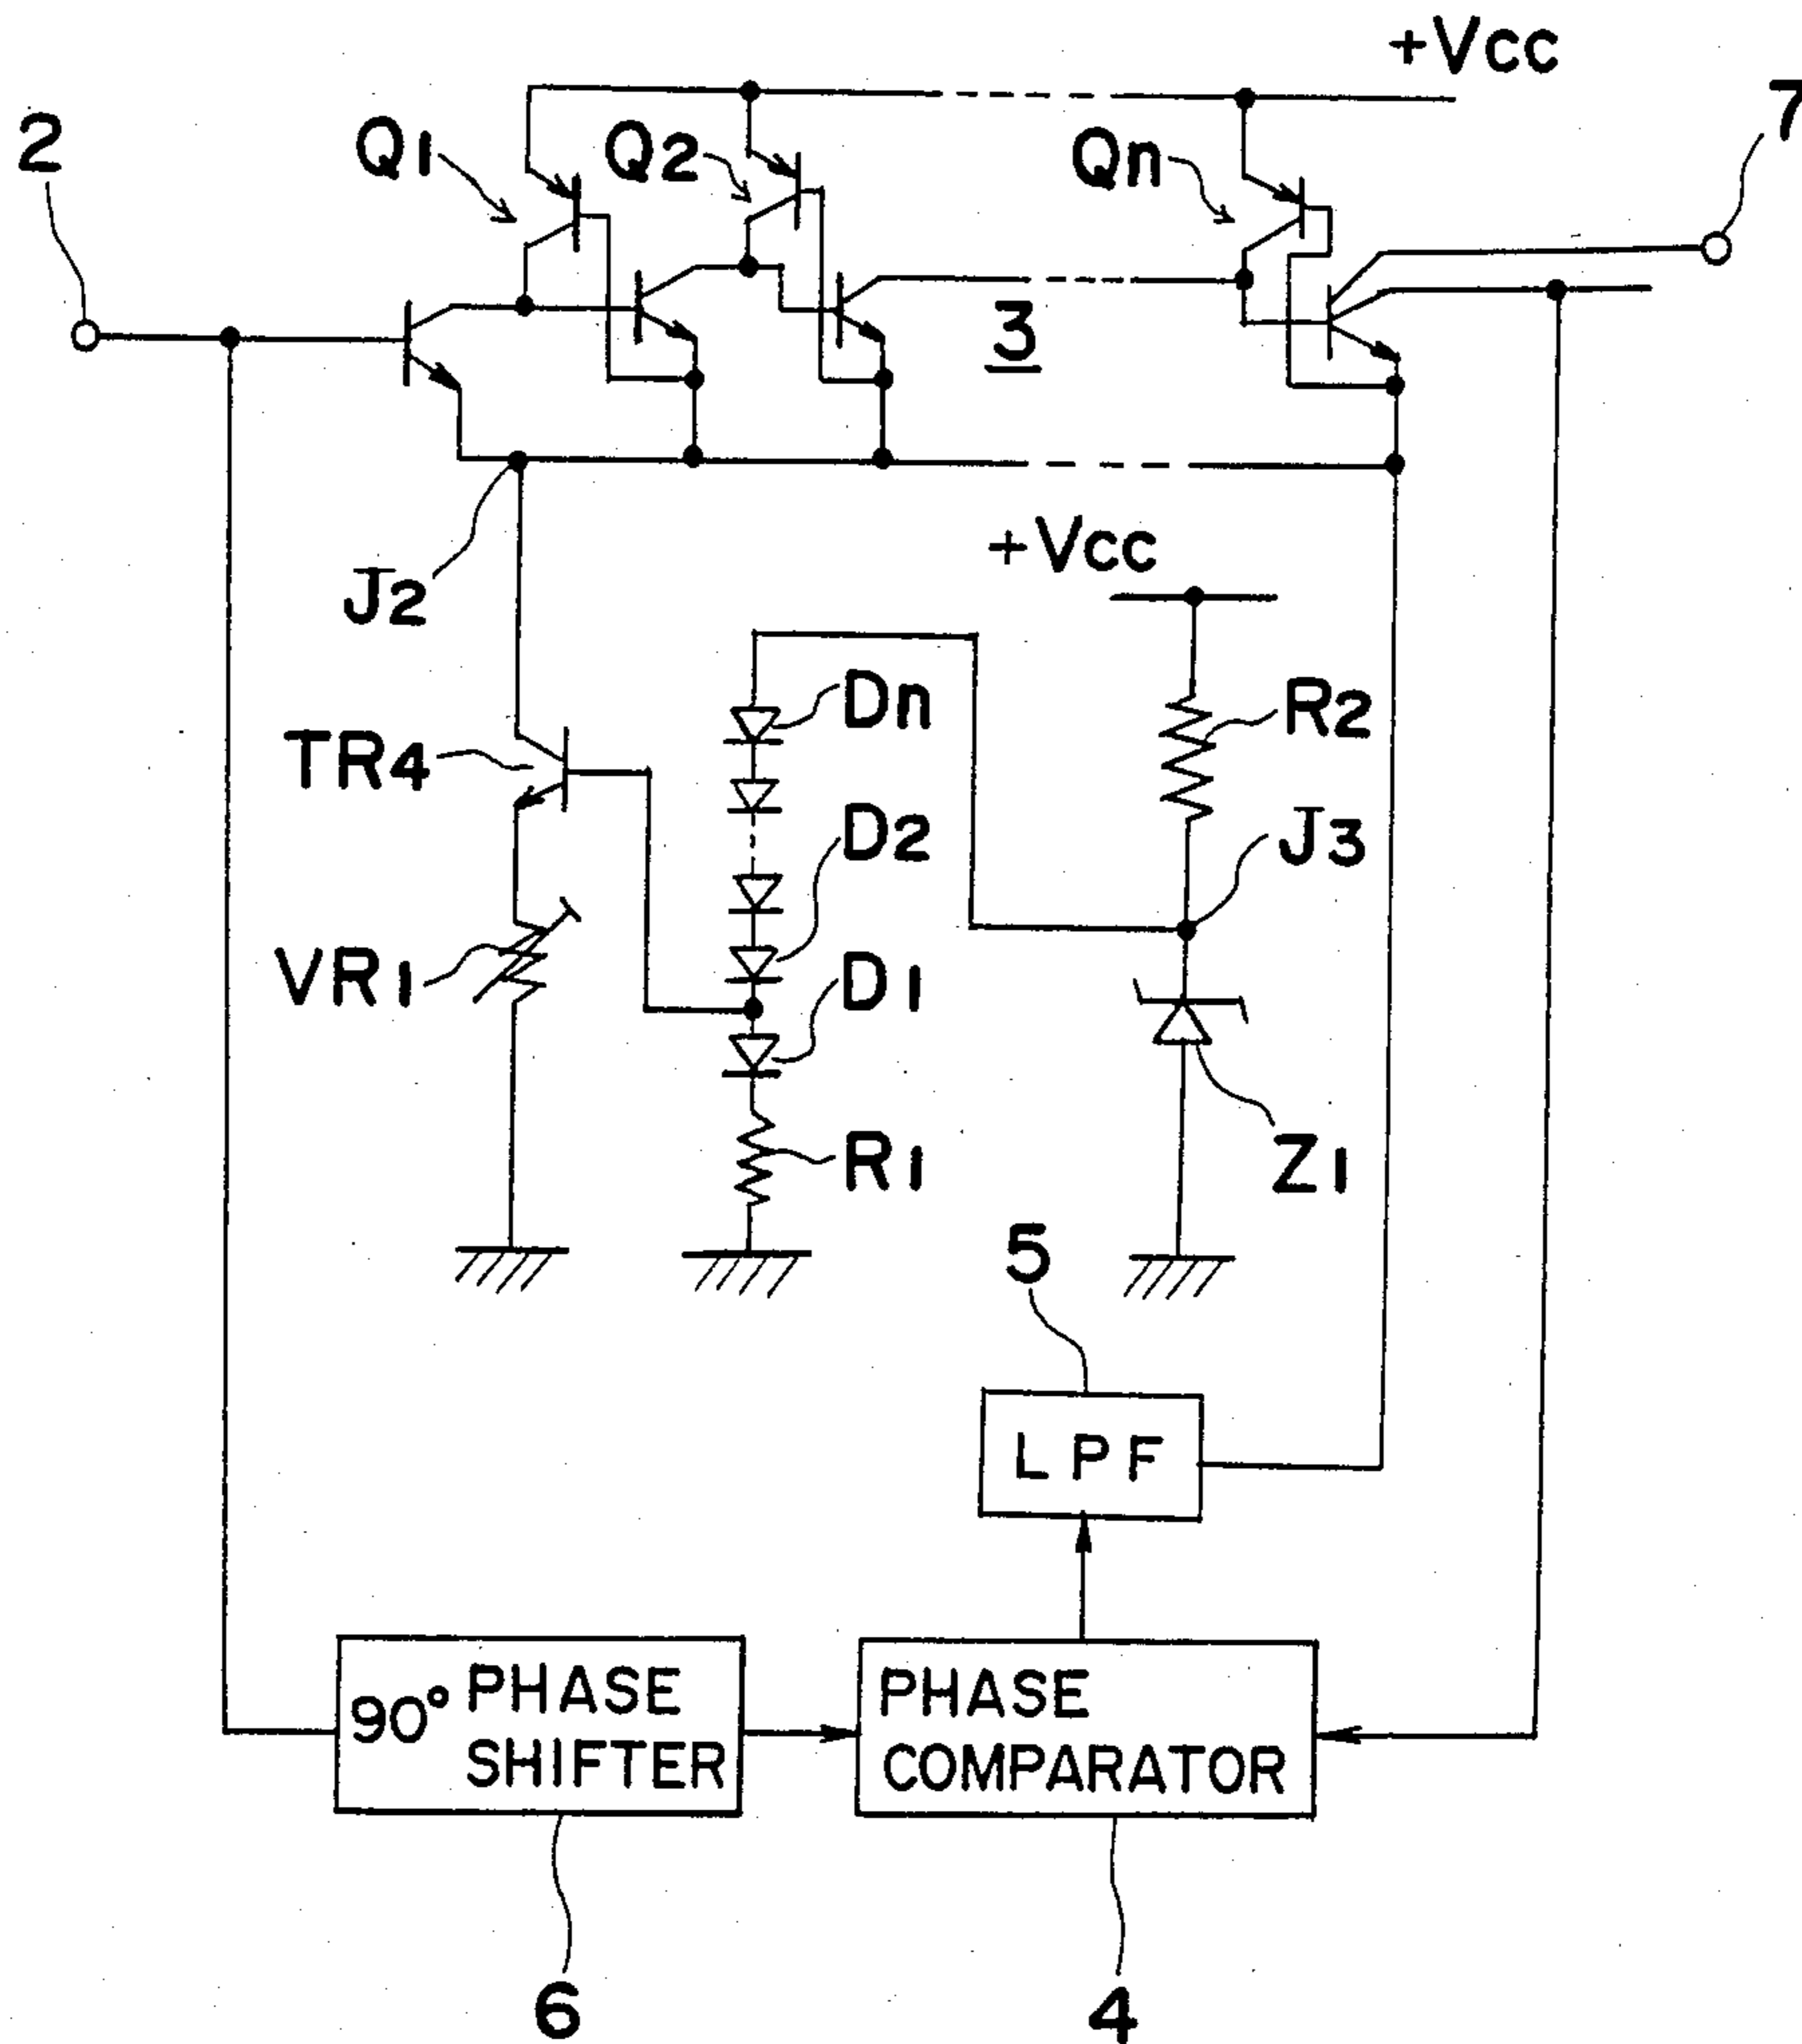 +Vcc
7
2
Q1
Q2
Qn
3
J2
+Vcc
Dn
R2
TR4
D2
J3
VR1
D1
R1
Z1
5
LPF
90° PHASE SHIFTER
PHASE
COMPARATOR
6
4